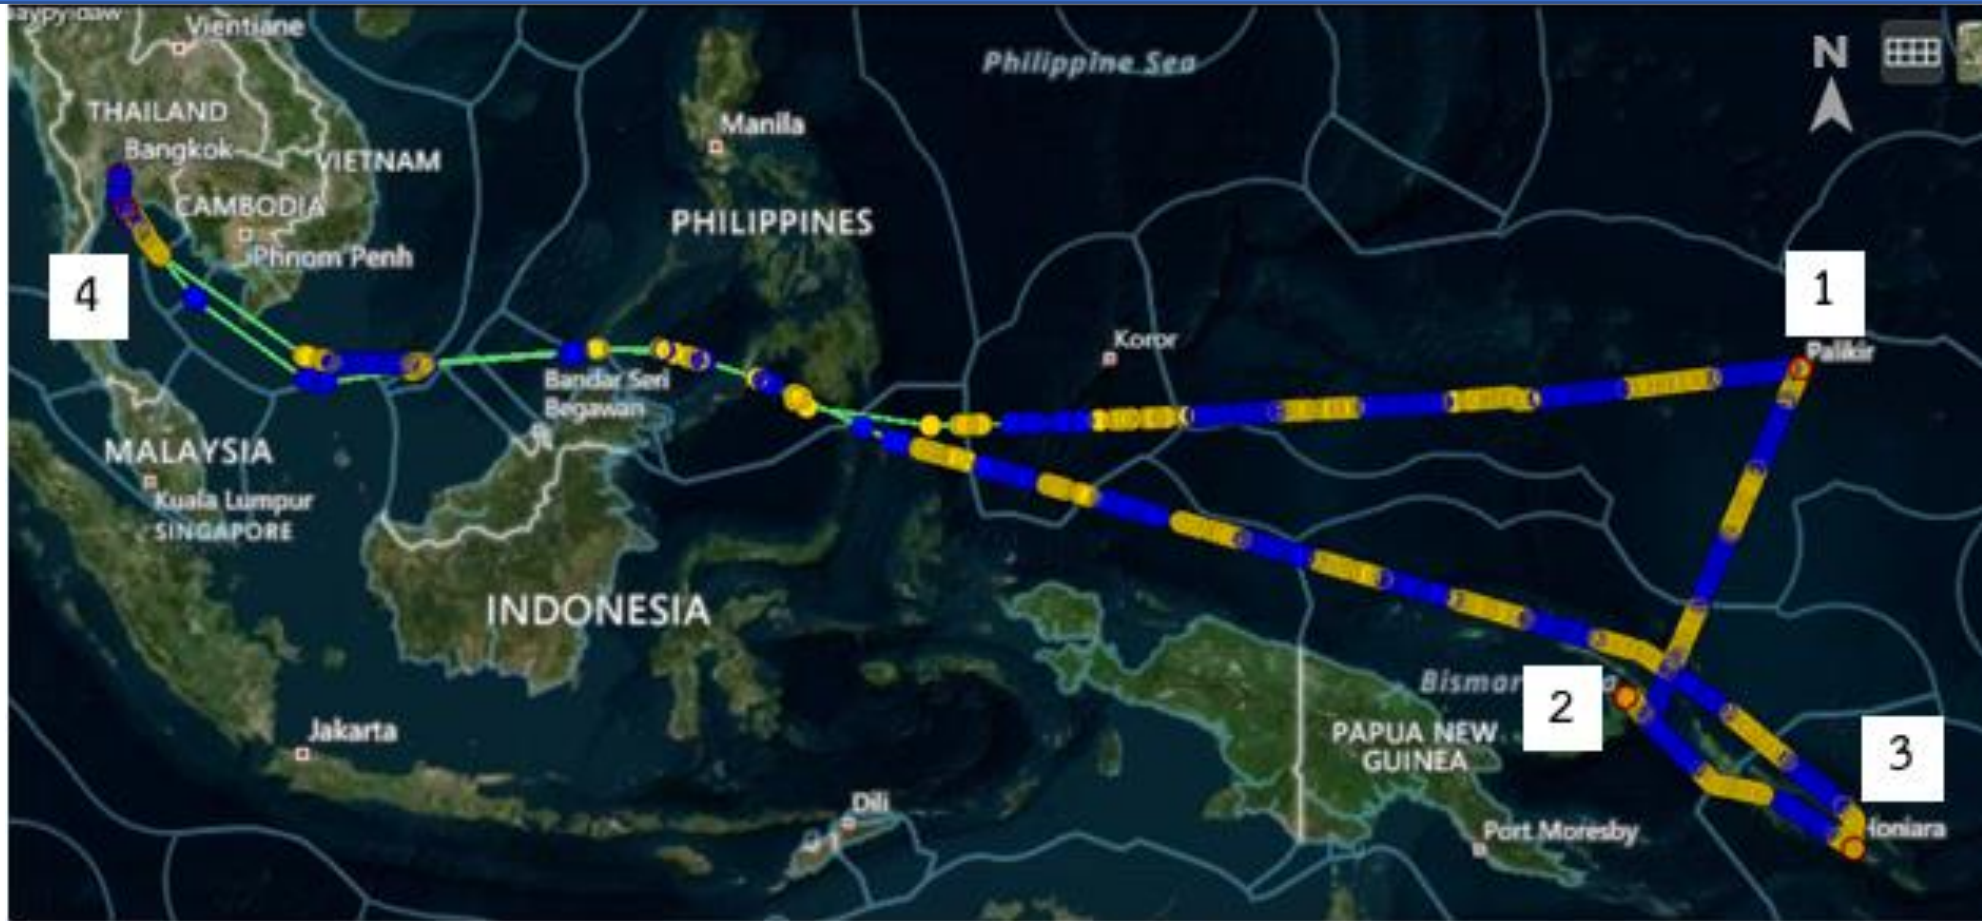 Vientiane
Philippine Sea
N
THAILAND
Manila
Bangkok
VIETNAM
CAMBODIA
PHILIPPINES
Phnom Penh
4
1
Koror
Palikir
Bandar Seri
Begawan
MALAYSIA
Kuala Lumpur
SINGAPORE
INDONESIA
2
PAPUA NEW
GUINEA
3
Jakarta
Dili
Port Moresby
Honiara